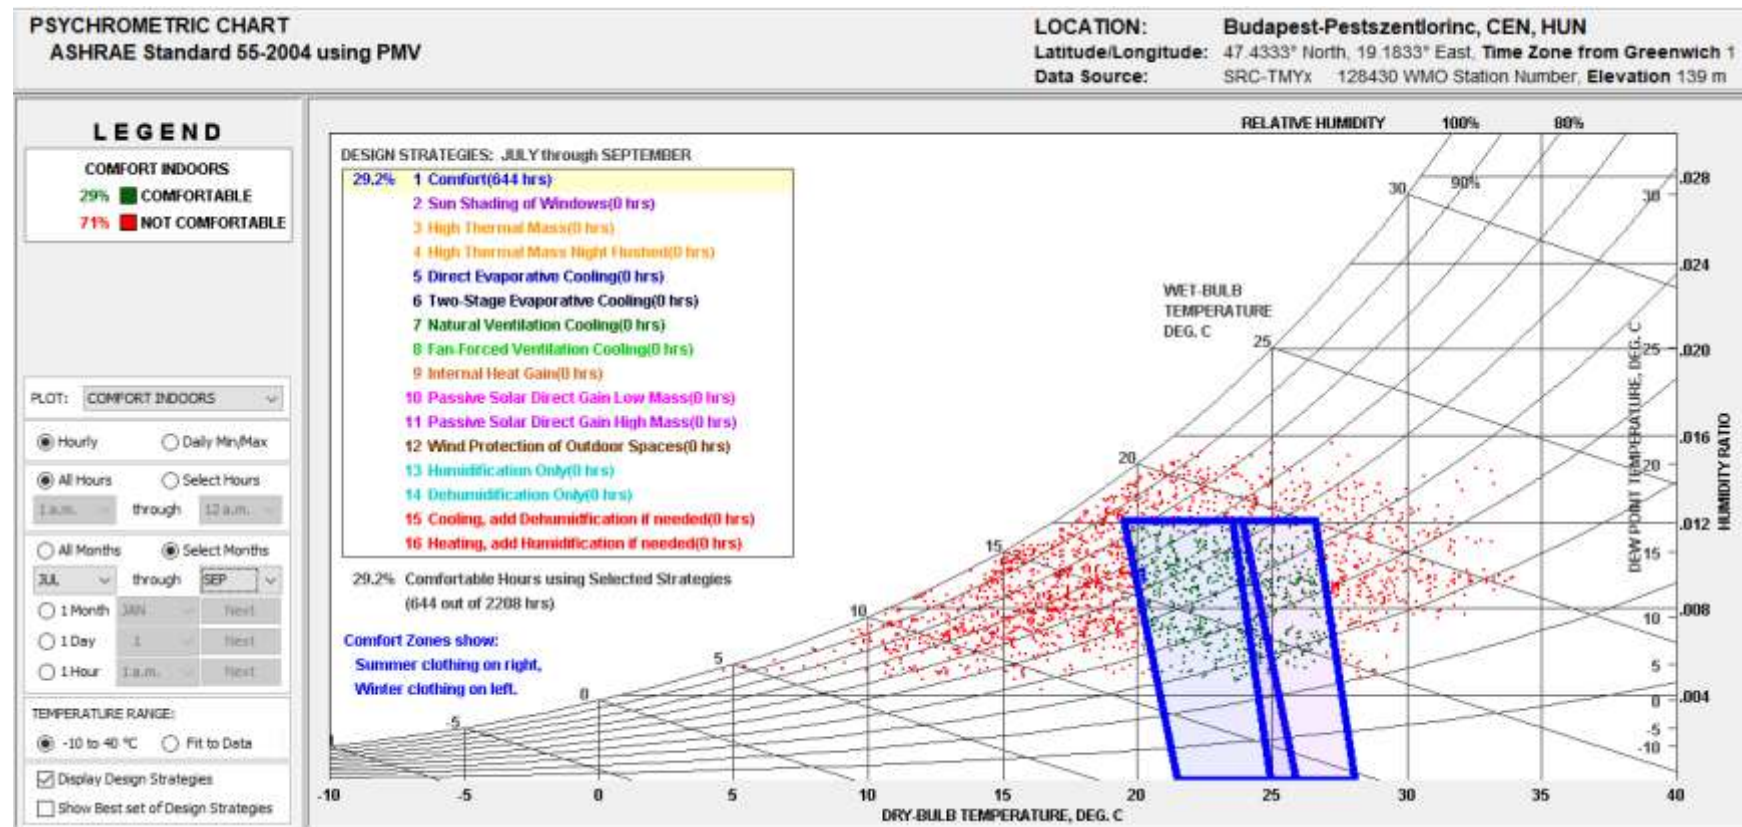 PSYCHROMETRIC CHART
ASHRAE Standard 55-2004 using PMV
LOCATION: Budapest-Pestszentlorinc, CEN, HUN
Latitude/Longitude: 47.4333° North, 19.1833° East, Time Zone from Greenwich 1
Data Source: SRC-TMYx 128430 WMO Station Number, Elevation 139 m
LEGEND
COMFORT INDOORS
29% COMFORTABLE
71% NOT COMFORTABLE
PLOT: COMFORT INDOORS
Hourly Daily Min/Max
All Hours Select Hours
1 a.m. through 12 a.m.
All Months Select Months
JUL through SEP
1 Month JAN Next
1 Day 1 Next
1 Hour 1 a.m. Next
TEMPERATURE RANGE:
-10 to 40 °C Fit to Data
Display Design Strategies
Show Best set of Design Strategies
DESIGN STRATEGIES: JULY through SEPTEMBER
29.2% 1 Comfort(644 hrs)
2 Sun Shading of Windows(0 hrs)
3 High Thermal Mass(0 hrs)
4 High Thermal Mass Night Flushed(0 hrs)
5 Direct Evaporative Cooling(0 hrs)
6 Two-Stage Evaporative Cooling(0 hrs)
7 Natural Ventilation Cooling(0 hrs)
8 Fan-Forced Ventilation Cooling(0 hrs)
9 Internal Heat Gain(0 hrs)
10 Passive Solar Direct Gain Low Mass(0 hrs)
11 Passive Solar Direct Gain High Mass(0 hrs)
12 Wind Protection of Outdoor Spaces(0 hrs)
13 Humidification Only(0 hrs)
14 Dehumidification Only(0 hrs)
15 Cooling, add Dehumidfication if needed(0 hrs)
16 Heating, add Humidification if needed(0 hrs)
29.2% Comfortable Hours using Selected Strategies
(644 out of 2208 hrs)
Comfort Zones show:
Summer clothing on right,
Winter clothing on left.
RELATIVE HUMIDITY 100% 80%
90%
WET-BULB
TEMPERATURE
DEG. C
-5
0
5
10
15
20
25
30
DEW POINT TEMPERATURE, DEG. C
30
25
20
15
10
5
0
-5
-10
.028
.024
.020
.016
.012
.008
.004
HUMIDITY RATIO
-10 -5 0 5 10 15 20 25 30 35 40
DRY-BULB TEMPERATURE, DEG. C